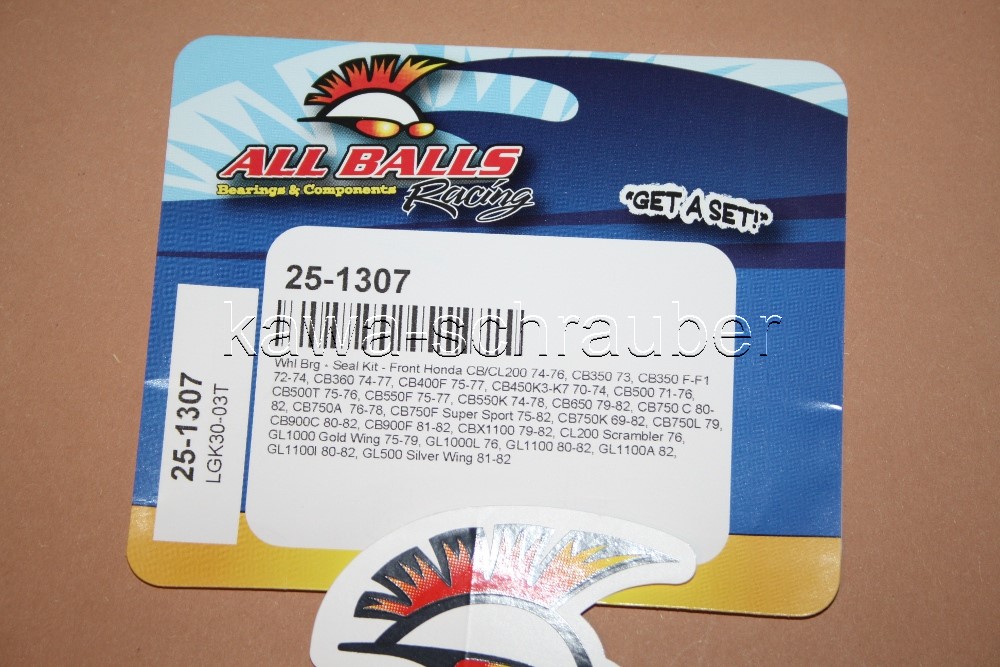 ALL BALLS
Bearings & Components
Racing
"GET A SET!"
25-1307
kawa-schrauber
Whl Brg - Seal Kit - Front Honda CB/CL200 74-76, CB350 73, CB350 F-F1
72-74, CB360 74-77, CB400F 75-77, CB450K3-K7 70-74, CB500 71-76,
CB500T 75-76, CB550F 75-77, CB550K 74-78, CB650 79-82, CB750 C 80-
82, CB750A 76-78, CB750F Super Sport 75-82, CB750K 69-82, CB750L 79,
CB900C 80-82, CB900F 81-82, CBX1100 79-82, CL200 Scrambler 76,
GL1000 Gold Wing 75-79, GL1000L 76, GL1100 80-82, GL1100A 82,
GL1100I 80-82, GL500 Silver Wing 81-82
25-1307
LGK30-03T